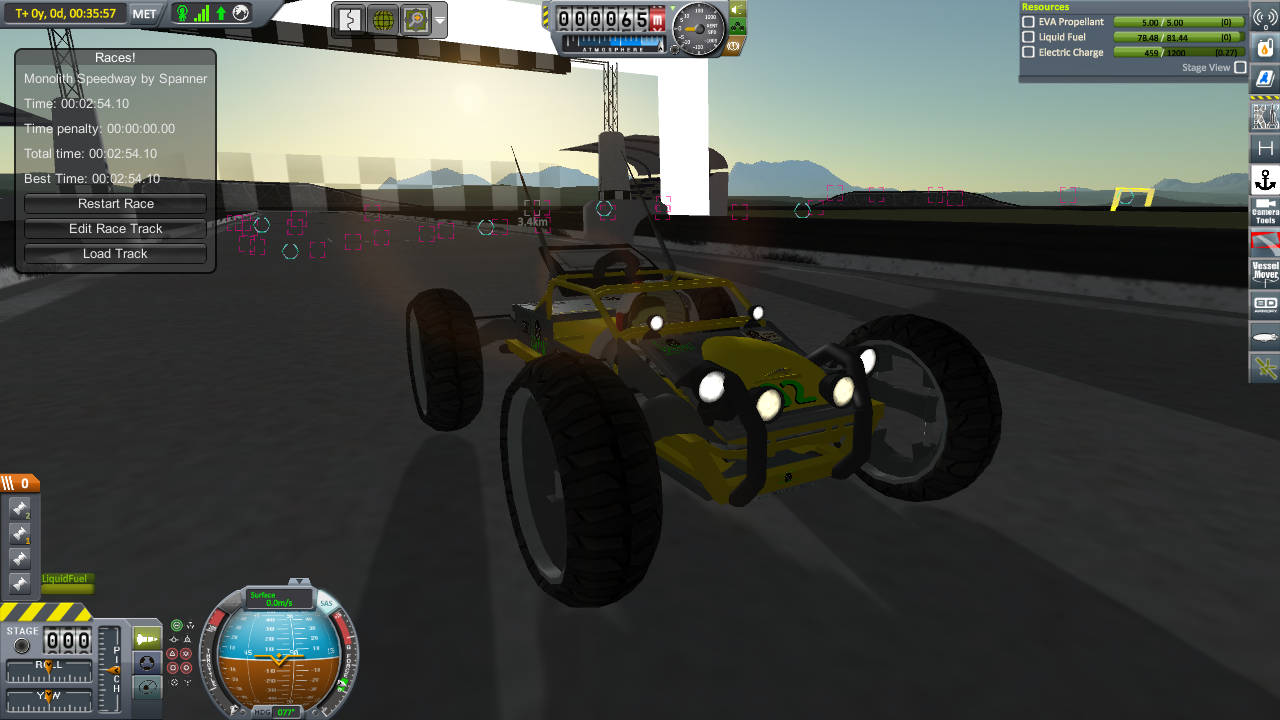 T+ 0y, 0d, 00:35:57
MET
000065 m
ATMOSPHERE
Resources
EVA Propellant 5.00 / 5.00 (0)
Liquid Fuel 78.48 / 81.44 (0)
Electric Charge 459 / 1200 (0.27)
Stage View
Races!
Monolith Speedway by Spanner
Time: 00:02:54.10
Time penalty: 00:00:00.00
Total time: 00:02:54.10
Best Time: 00:02:54.10
Restart Race
Edit Race Track
Load Track
3,4km
Camera Tools
Vessel Mover
0
2
1
LiquidFuel
STAGE
000
ROLL
YAW
PITCH
Surface
0.0m/s
SAS
HDG 077°